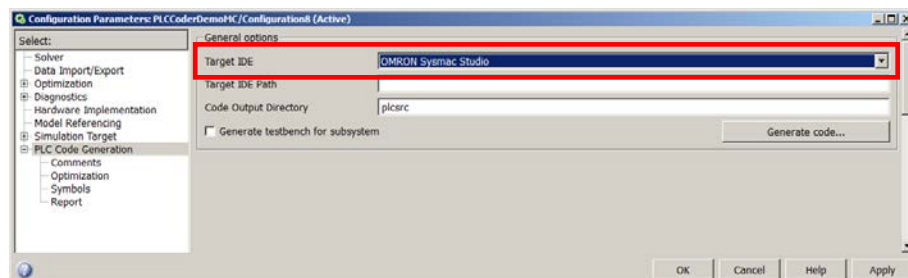 Configuration Parameters: PLCCoderDemoMC/Configuration8 (Active)
Select:
Solver
Data Import/Export
Optimization
Diagnostics
Hardware Implementation
Model Referencing
Simulation Target
PLC Code Generation
Comments
Optimization
Symbols
Report
General options
Target IDE
OMRON Sysmac Studio
Target IDE Path
Code Output Directory
plcsrc
Generate testbench for subsystem
Generate code...
OK
Cancel
Help
Apply